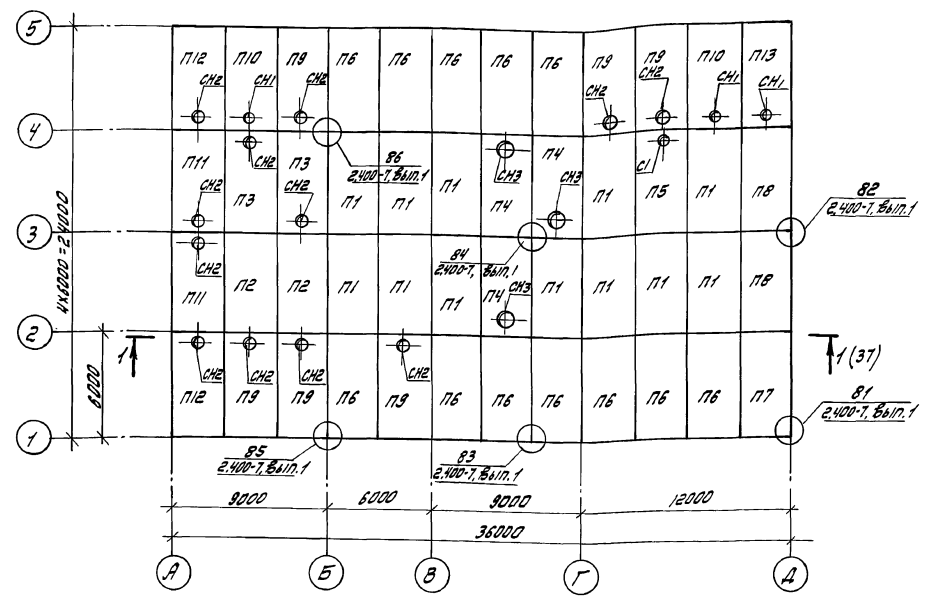 5
П12 П10 П9 П6 П6 П6 П6 П6 П9 П9 П10 П13
СН2 СН1 СН2 СН2 СН2 СН1 СН1
4
СН2 СН3 С1
86
2.400-7, вып.1
П11 П3 П3 П1 П1 П1 П4 П4 П1 П5 П1 П8
СН2 СН2 СН3
82
2.400-7, вып.1
3
СН2
84
2.400-7, вып.1
П11 П2 П2 П1 П1 П1 П4 П1 П1 П1 П1 П8
СН3
4х6000=24000
2
1 1 (37)
6000
СН2 СН2 СН2 СН2
П12 П9 П9 П6 П9 П6 П6 П6 П6 П6 П6 П7
81
2.400-7, вып.1
1
85
2.400-7, вып.1
83
2.400-7, вып.1
9000 6000 9000 12000
36000
А Б В Г Д